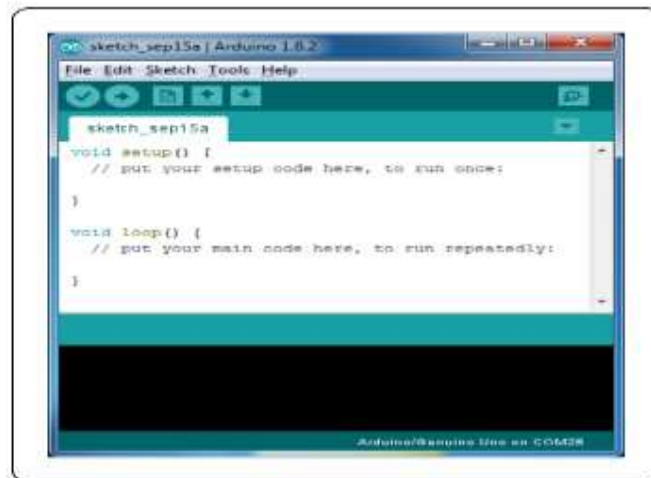 sketch_sep15a | Arduino 1.8.2
File Edit Sketch Tools Help
sketch_sep15a
void setup() {
// put your setup code here, to run once:
}
void loop() {
// put your main code here, to run repeatedly:
}
Arduino/Genuino Uno on COM28